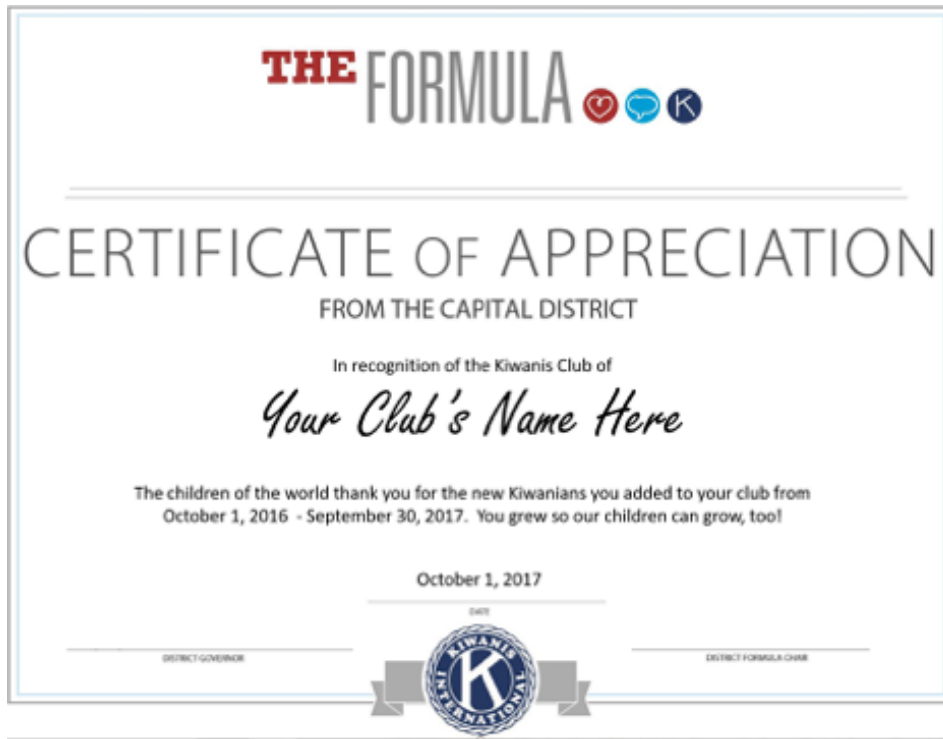 THE FORMULA
K
CERTIFICATE OF APPRECIATION
FROM THE CAPITAL DISTRICT
In recognition of the Kiwanis Club of
Your Club's Name Here
The children of the world thank you for the new Kiwanians you added to your club from
October 1, 2016 - September 30, 2017. You grew so our children can grow, too!
October 1, 2017
DATE
DISTRICT GOVERNOR
DISTRICT FORMULA CHAIR
KIWANIS
K
INTERNATIONAL